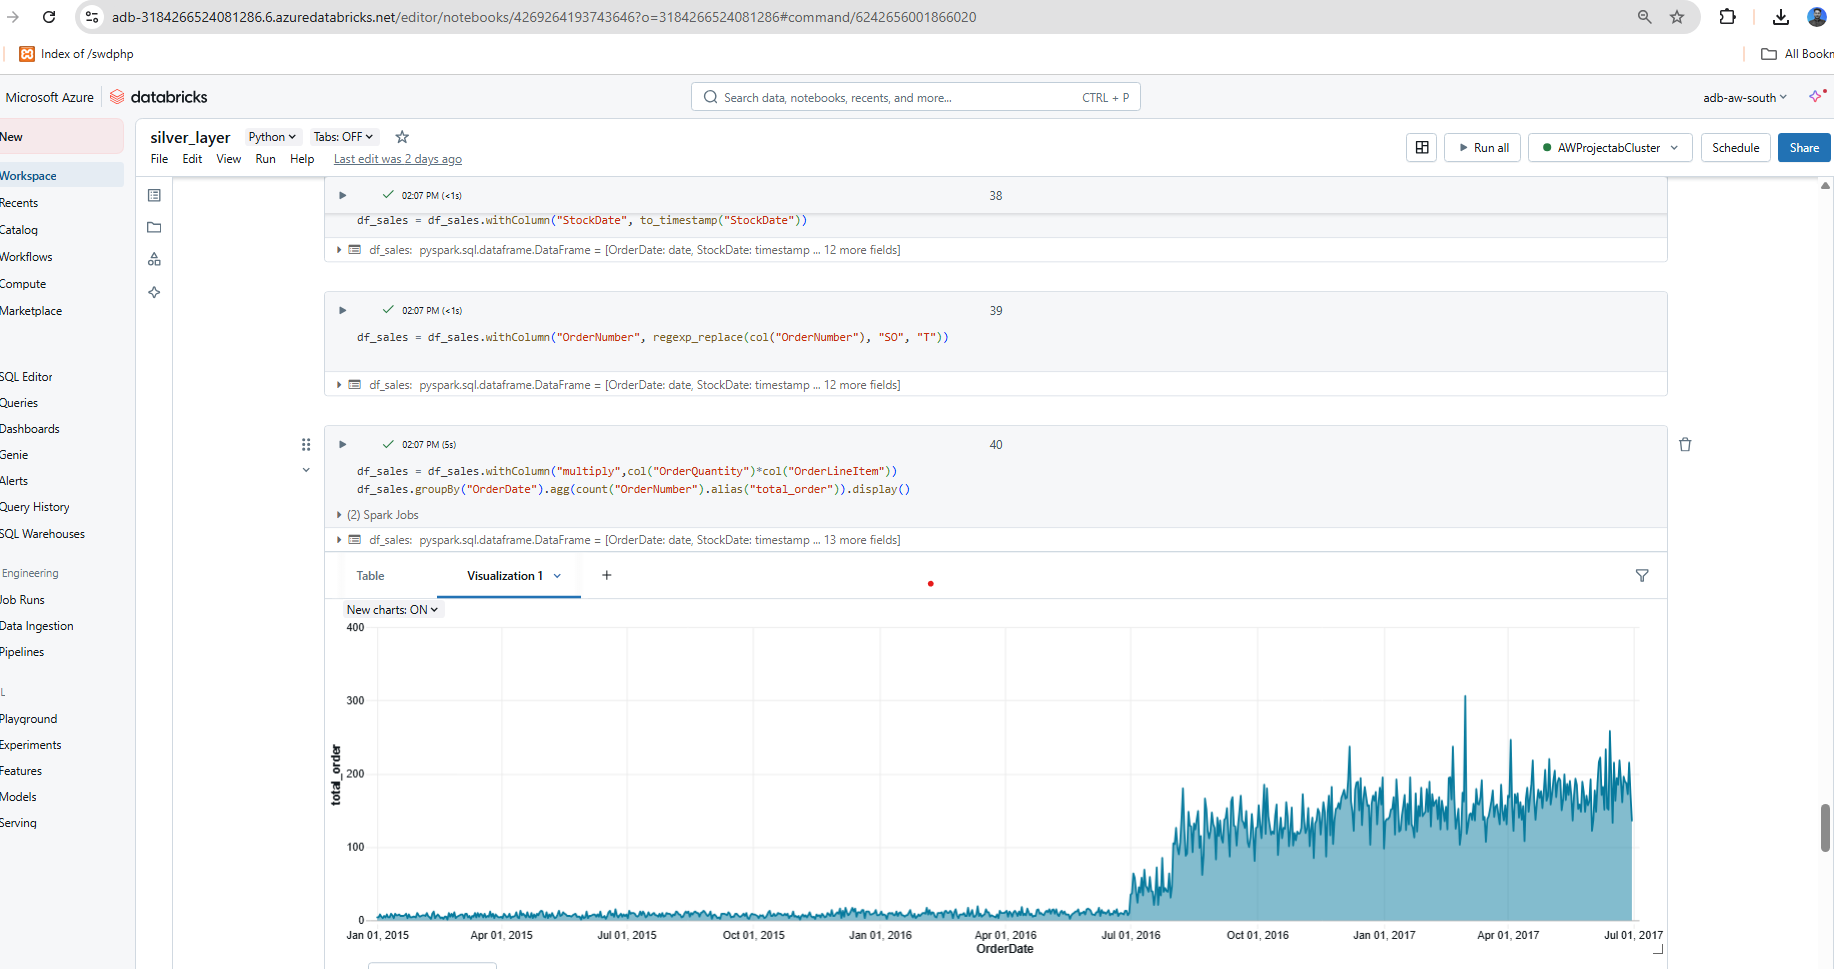 adb-3184266524081286.6.azuredatabricks.net/editor/notebooks/4269264193743646?o=3184266524081286#command/6242656001866020
Index of /swdphp
All Bookm
Microsoft Azure
databricks
Search data, notebooks, recents, and more...
CTRL + P
adb-aw-south
New
Workspace
Recents
Catalog
Workflows
Compute
Marketplace
SQL Editor
Queries
Dashboards
Genie
Alerts
Query History
SQL Warehouses
Engineering
Job Runs
Data Ingestion
Pipelines
L
Playground
Experiments
Features
Models
Serving
silver_layer
Python
Tabs: OFF
File Edit View Run Help Last edit was 2 days ago
Run all
AWProjectabCluster
Schedule
Share
02:07 PM (<1s)
38
df_sales = df_sales.withColumn("StockDate", to_timestamp("StockDate"))
df_sales: pyspark.sql.dataframe.DataFrame = [OrderDate: date, StockDate: timestamp ... 12 more fields]
02:07 PM (<1s)
39
df_sales = df_sales.withColumn("OrderNumber", regexp_replace(col("OrderNumber"), "SO", "T"))
df_sales: pyspark.sql.dataframe.DataFrame = [OrderDate: date, StockDate: timestamp ... 12 more fields]
02:07 PM (5s)
40
df_sales = df_sales.withColumn("multiply",col("OrderQuantity")*col("OrderLineItem"))
df_sales.groupBy("OrderDate").agg(count("OrderNumber").alias("total_order")).display()
(2) Spark Jobs
df_sales: pyspark.sql.dataframe.DataFrame = [OrderDate: date, StockDate: timestamp ... 13 more fields]
Table
Visualization 1
+
New charts: ON
400
300
200
100
0
total_order
Jan 01, 2015
Apr 01, 2015
Jul 01, 2015
Oct 01, 2015
Jan 01, 2016
Apr 01, 2016
Jul 01, 2016
Oct 01, 2016
Jan 01, 2017
Apr 01, 2017
Jul 01, 2017
OrderDate